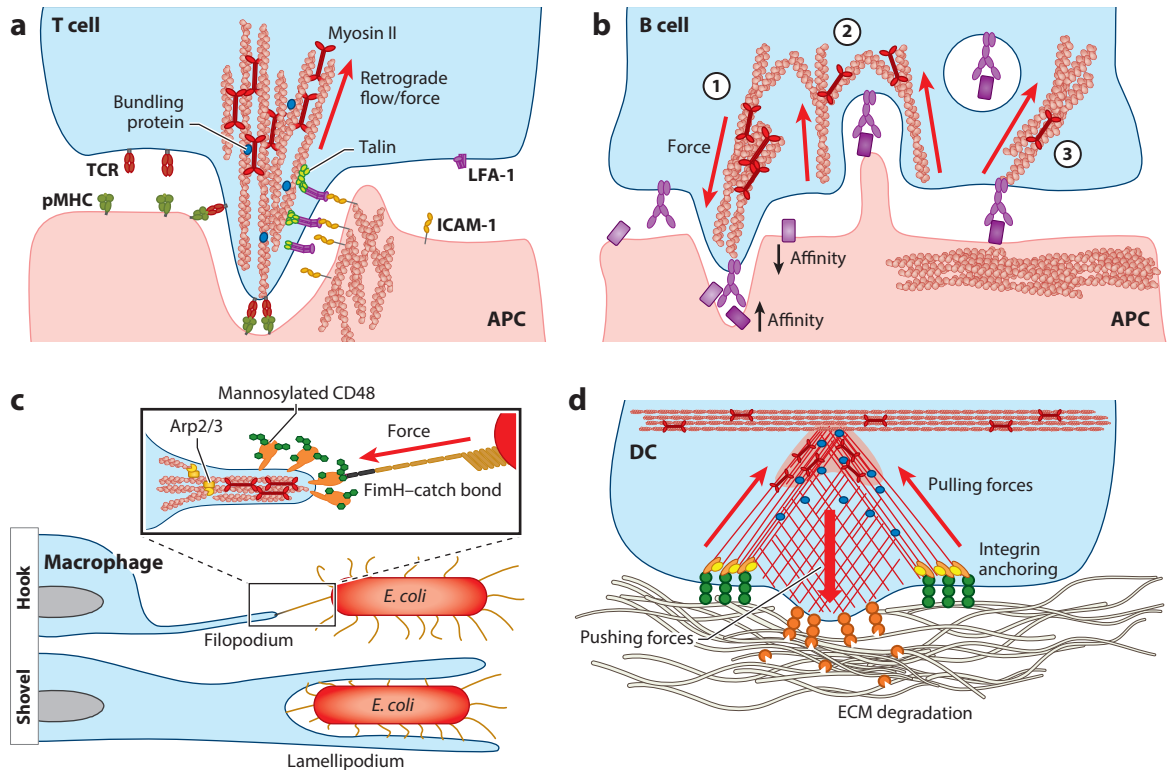 a
T cell
Myosin II
Retrograde
flow/force
Bundling
protein
Talin
TCR
LFA-1
pMHC
ICAM-1
APC
b
B cell
1
2
3
Force
Affinity
Affinity
APC
c
Mannosylated CD48
Arp2/3
Force
FimH–catch bond
Hook
Macrophage
E. coli
Filopodium
Shovel
E. coli
Lamellipodium
d
DC
Pulling forces
Integrin
anchoring
Pushing forces
ECM degradation